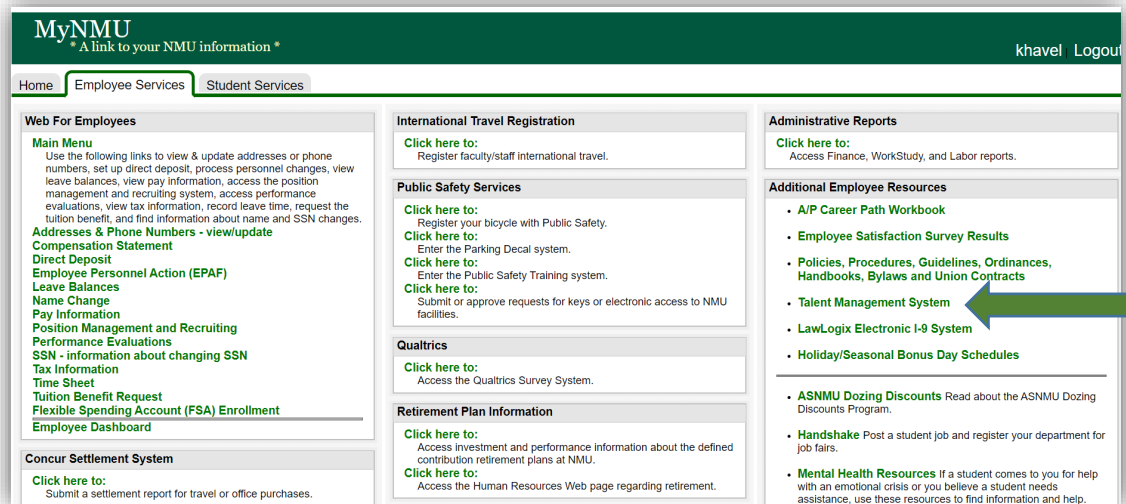 MyNMU
* A link to your NMU information *
khavel Logout
Home Employee Services Student Services
Web For Employees
Main Menu
Use the following links to view & update addresses or phone
numbers, set up direct deposit, process personnel changes, view
leave balances, view pay information, access the position
management and recruiting system, access performance
evaluations, view tax information, record leave time, request the
tuition benefit, and find information about name and SSN changes.
Addresses & Phone Numbers - view/update
Compensation Statement
Direct Deposit
Employee Personnel Action (EPAF)
Leave Balances
Name Change
Pay Information
Position Management and Recruiting
Performance Evaluations
SSN - information about changing SSN
Tax Information
Time Sheet
Tuition Benefit Request
Flexible Spending Account (FSA) Enrollment
Employee Dashboard
Concur Settlement System
Click here to:
Submit a settlement report for travel or office purchases.
International Travel Registration
Click here to:
Register faculty/staff international travel.
Public Safety Services
Click here to:
Register your bicycle with Public Safety.
Click here to:
Enter the Parking Decal system.
Click here to:
Enter the Public Safety Training system.
Click here to:
Submit or approve requests for keys or electronic access to NMU
facilities.
Qualtrics
Click here to:
Access the Qualtrics Survey System.
Retirement Plan Information
Click here to:
Access investment and performance information about the defined
contribution retirement plans at NMU.
Click here to:
Access the Human Resources Web page regarding retirement.
Administrative Reports
Click here to:
Access Finance, WorkStudy, and Labor reports.
Additional Employee Resources
• A/P Career Path Workbook
• Employee Satisfaction Survey Results
• Policies, Procedures, Guidelines, Ordinances,
Handbooks, Bylaws and Union Contracts
• Talent Management System
• LawLogix Electronic I-9 System
• Holiday/Seasonal Bonus Day Schedules
• ASNMU Dozing Discounts Read about the ASNMU Dozing
Discounts Program.
• Handshake Post a student job and register your department for
job fairs.
• Mental Health Resources If a student comes to you for help
with an emotional crisis or you believe a student needs
assistance, use these resources to find information and help.